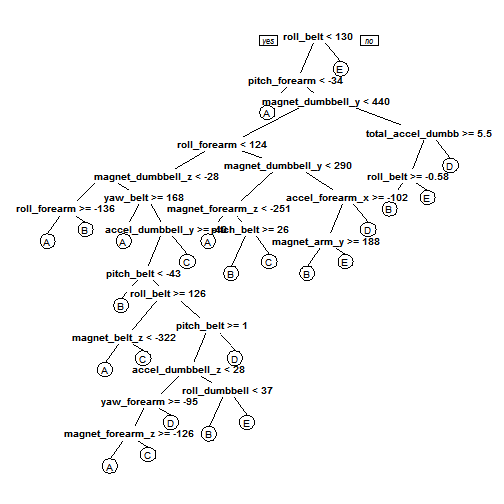 yes roll_belt < 130 no
E
pitch_forearm < -34
A
magnet_dumbbell_y < 440
total_accel_dumbb >= 5.5
roll_forearm < 124
D
magnet_dumbbell_y < 290
roll_belt >= -0.58
magnet_dumbbell_z < -28
E
yaw_belt >= 168
accel_forearm_x >= -102
B
roll_forearm >= -136
magnet_forearm_z < -251
A
B
accel_dumbbell_y >=
pitch_belt >= 26
D
A
A
magnet_arm_y >= 188
C
C
B
B
E
pitch_belt < -43
roll_belt >= 126
B
pitch_belt >= 1
magnet_belt_z < -322
C
D
A
accel_dumbbell_z < 28
roll_dumbbell < 37
yaw_forearm >= -95
D
E
magnet_forearm_z >= -126
B
C
A